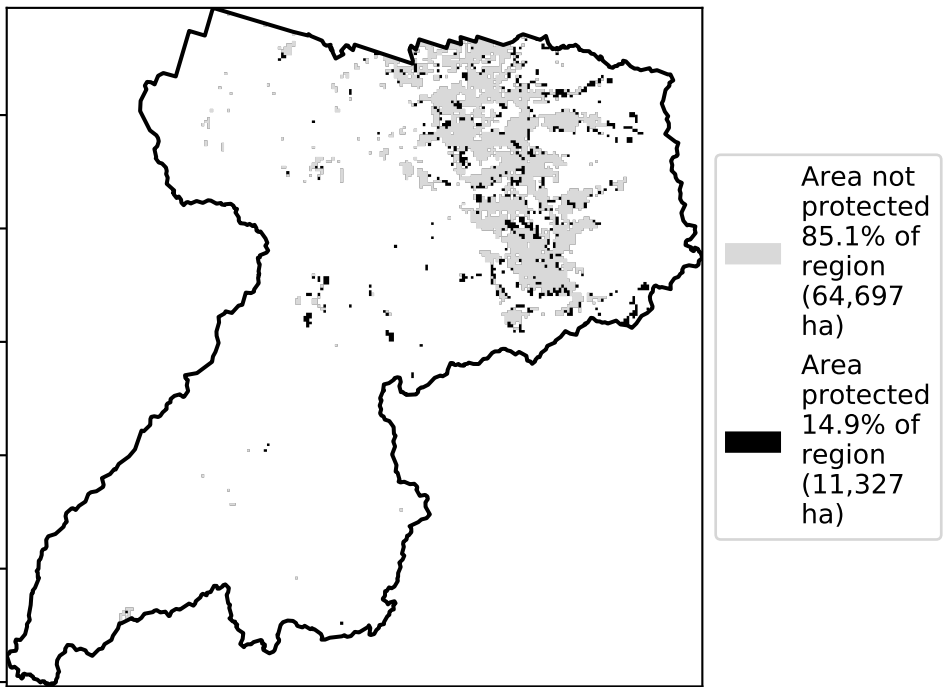 Area not
protected
85.1% of
region
(64,697
ha)
Area
protected
14.9% of
region
(11,327
ha)